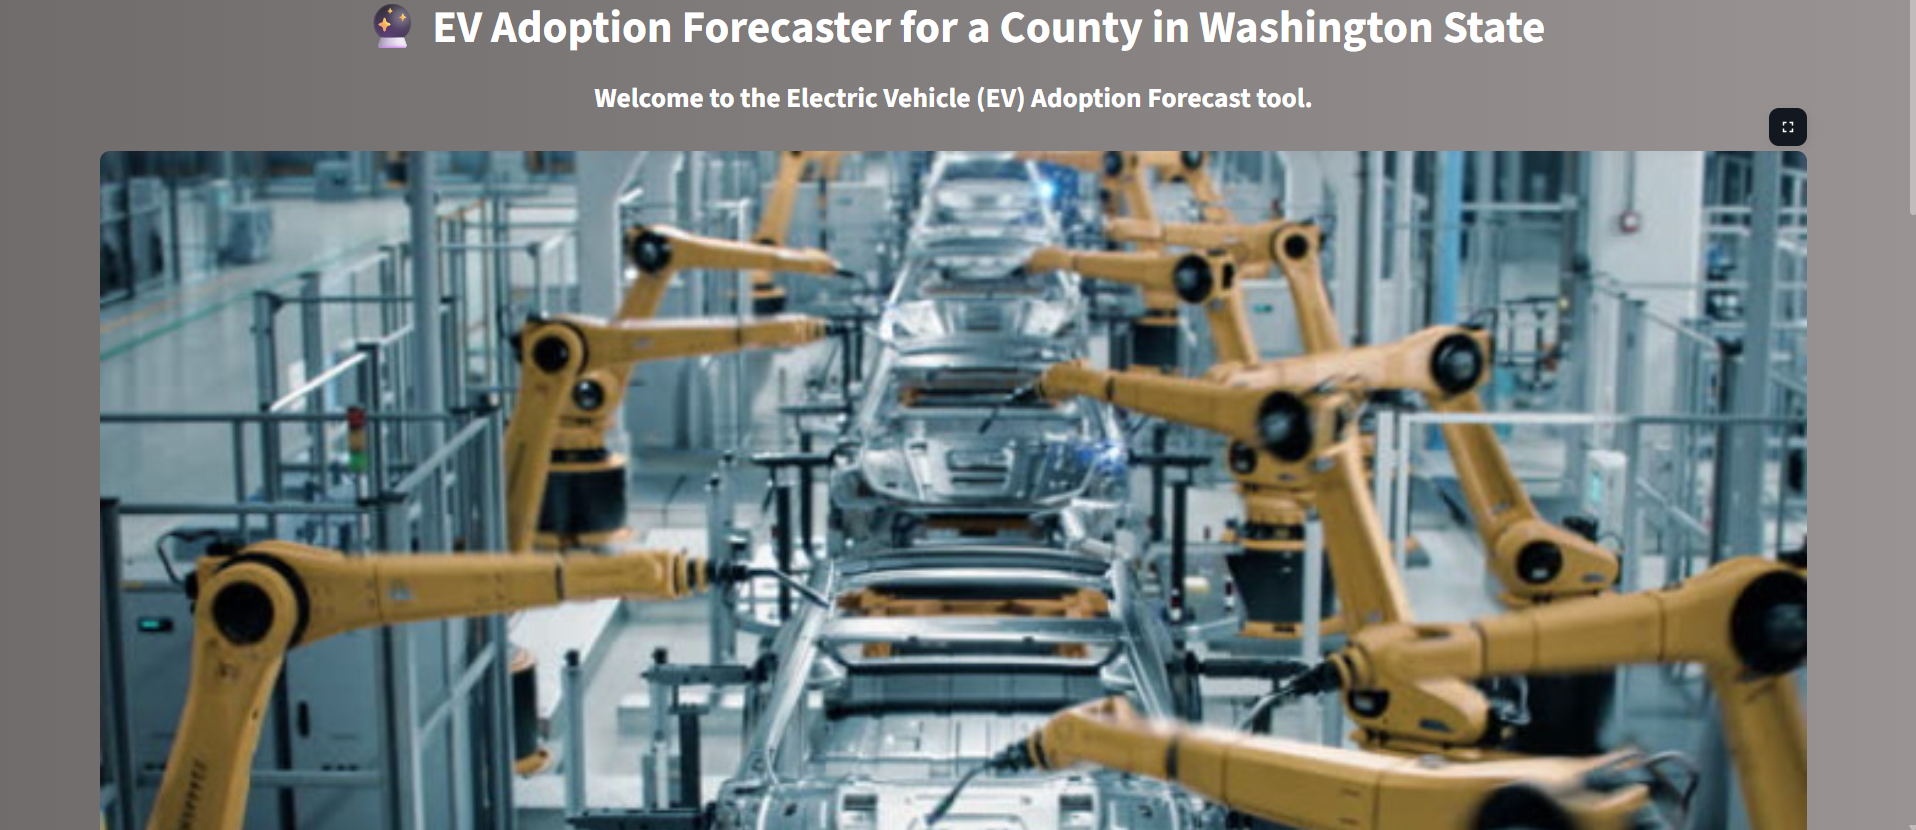 🔮 EV Adoption Forecaster for a County in Washington State
Welcome to the Electric Vehicle (EV) Adoption Forecast tool.